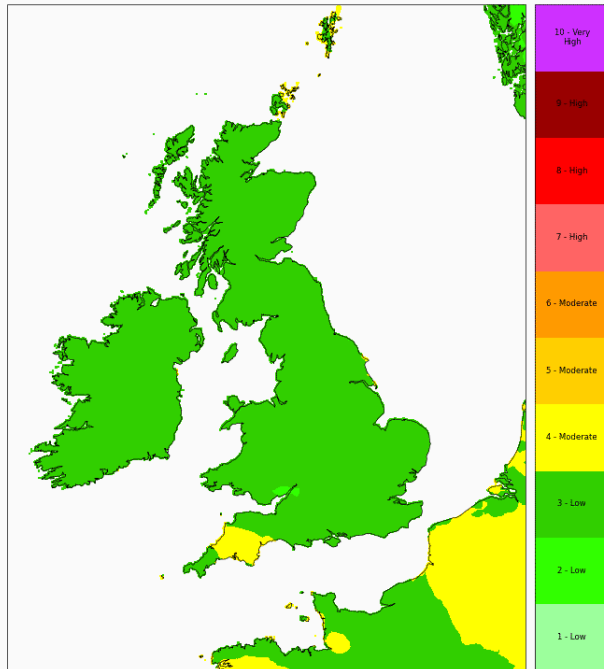 10 - Very
High
9 - High
8 - High
7 - High
6 - Moderate
5 - Moderate
4 - Moderate
3 - Low
2 - Low
1 - Low